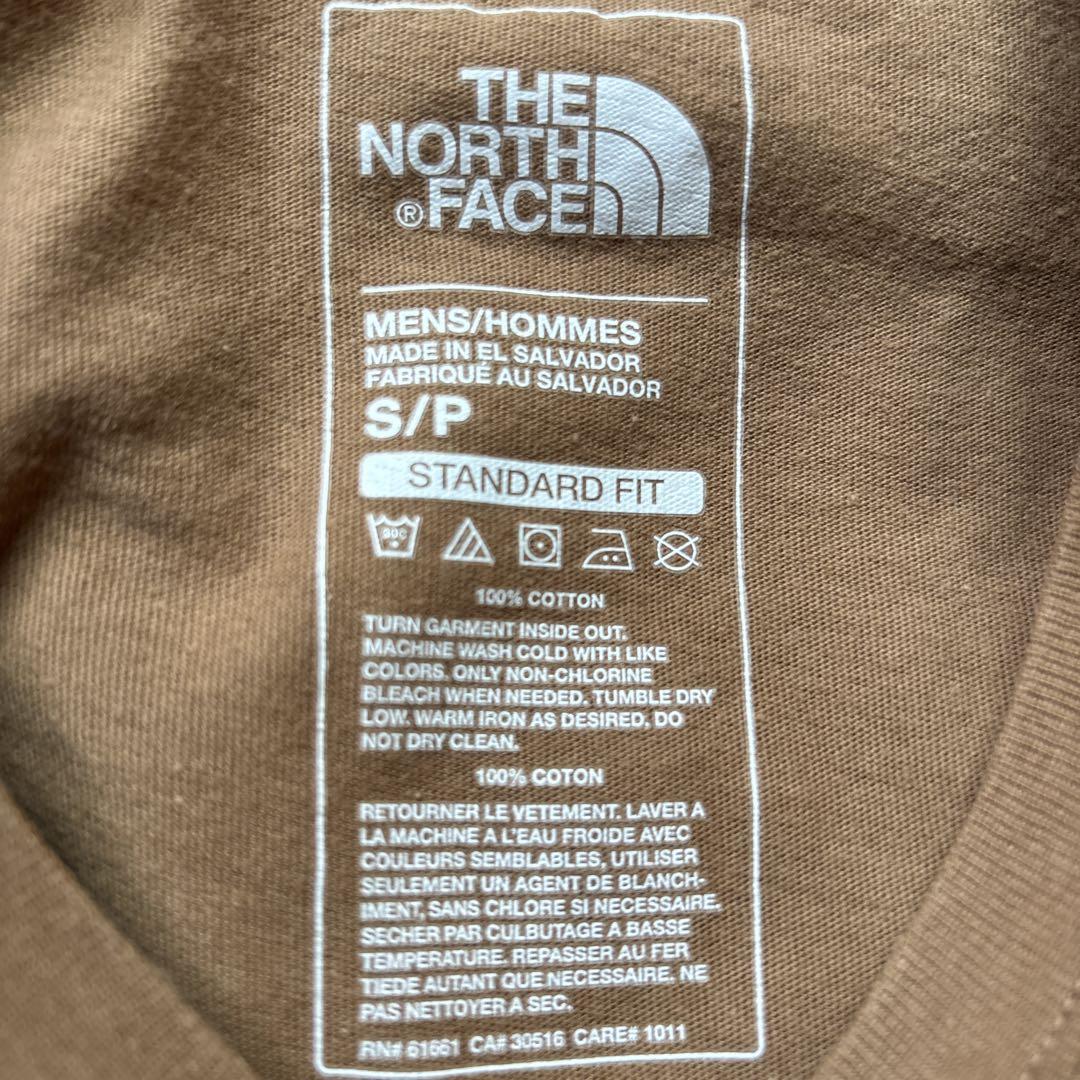 THE
NORTH
® FACE
MENS/HOMMES
MADE IN EL SALVADOR
FABRIQUÉ AU SALVADOR
S/P
STANDARD FIT
30C
100% COTTON
TURN GARMENT INSIDE OUT.
MACHINE WASH COLD WITH LIKE
COLORS. ONLY NON-CHLORINE
BLEACH WHEN NEEDED. TUMBLE DRY
LOW. WARM IRON AS DESIRED. DO
NOT DRY CLEAN.
100% COTON
RETOURNER LE VETEMENT. LAVER A
LA MACHINE A L'EAU FROIDE AVEC
COULEURS SEMBLABLES, UTILISER
SEULEMENT UN AGENT DE BLANCH-
IMENT, SANS CHLORE SI NECESSAIRE.
SECHER PAR CULBUTAGE A BASSE
TEMPERATURE. REPASSER AU FER
TIEDE AUTANT QUE NECESSAIRE. NE
PAS NETTOYER A SEC.
RN# 61661 CA# 30516 CARE# 1011